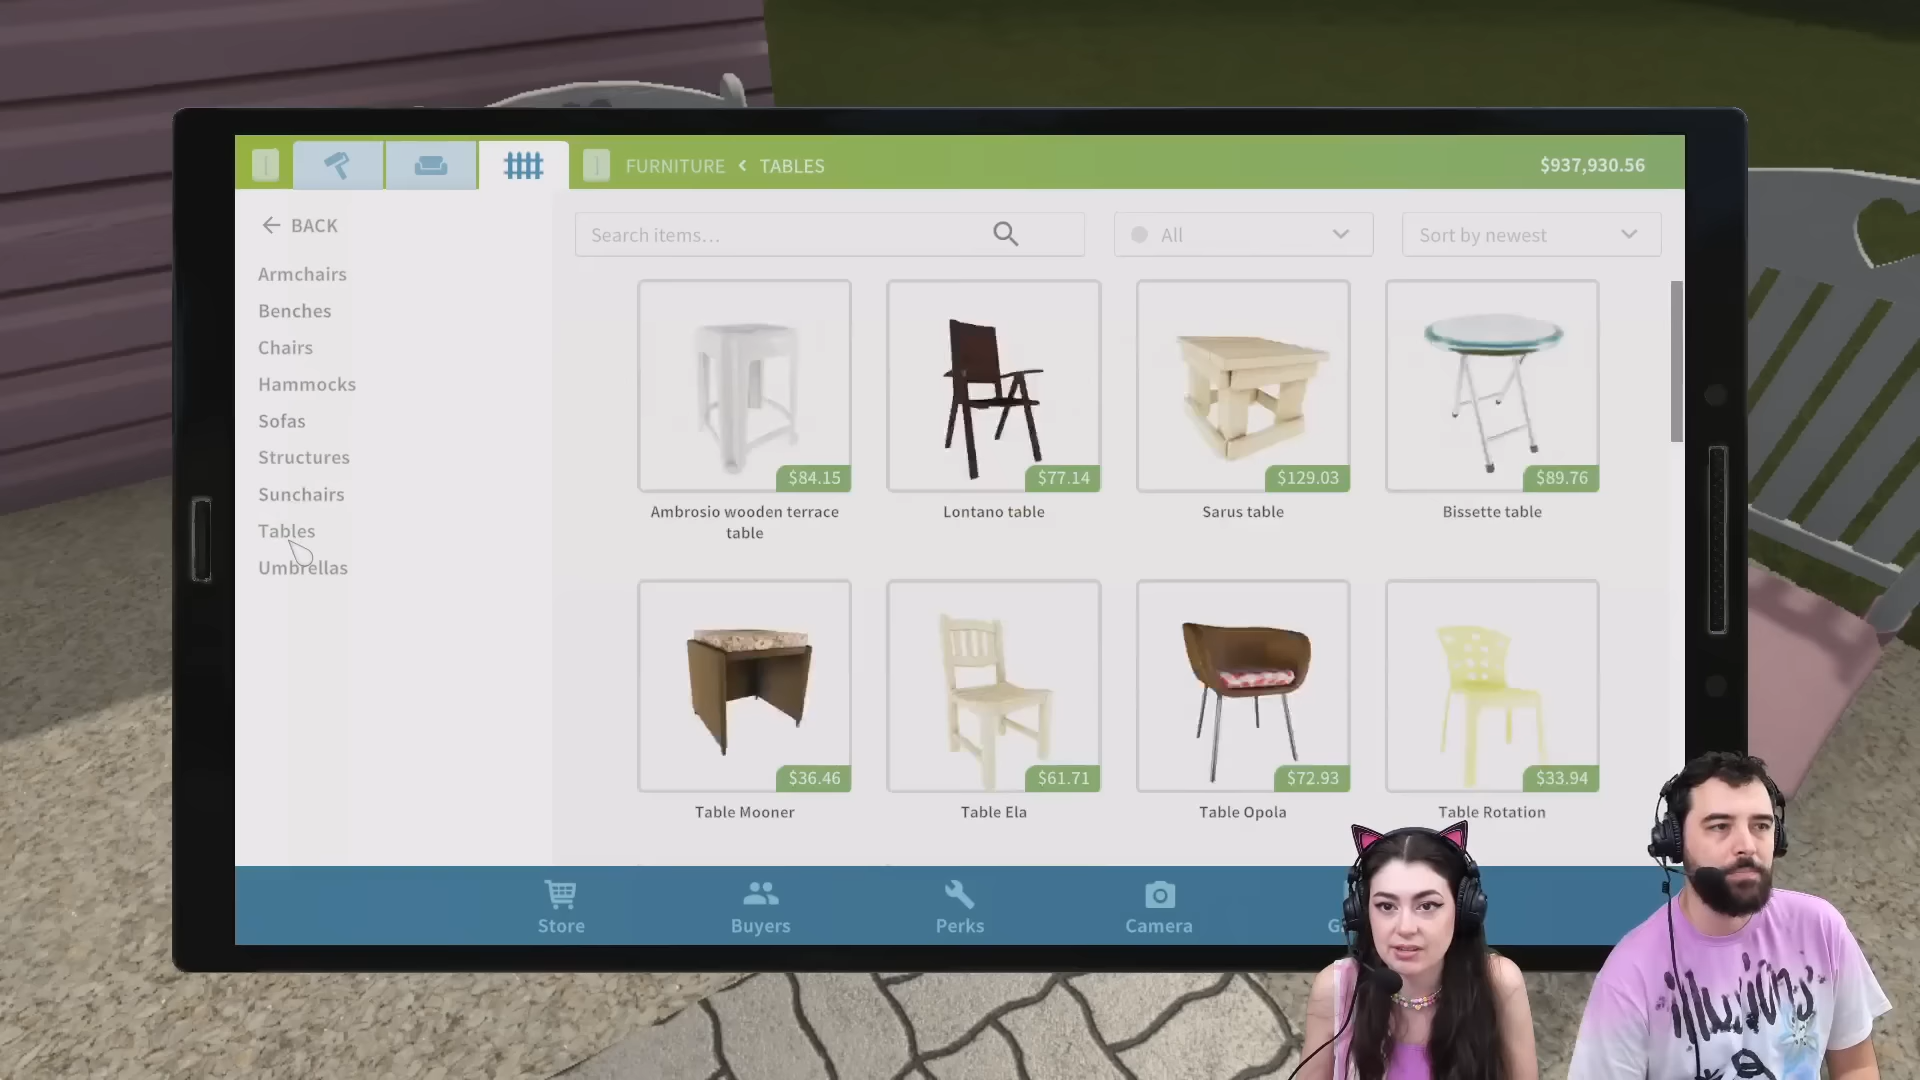 FURNITURE < TABLES
$937,930.56
BACK
Armchairs
Benches
Chairs
Hammocks
Sofas
Structures
Sunchairs
Tables
Umbrellas
Search items...
All
Sort by newest
$84.15
$77.14
$129.03
$89.76
Ambrosio wooden terrace
table
Lontano table
Sarus table
Bissette table
$36.46
$61.71
$72.93
$33.94
Table Mooner
Table Ela
Table Opola
Table Rotation
Store
Buyers
Perks
Camera